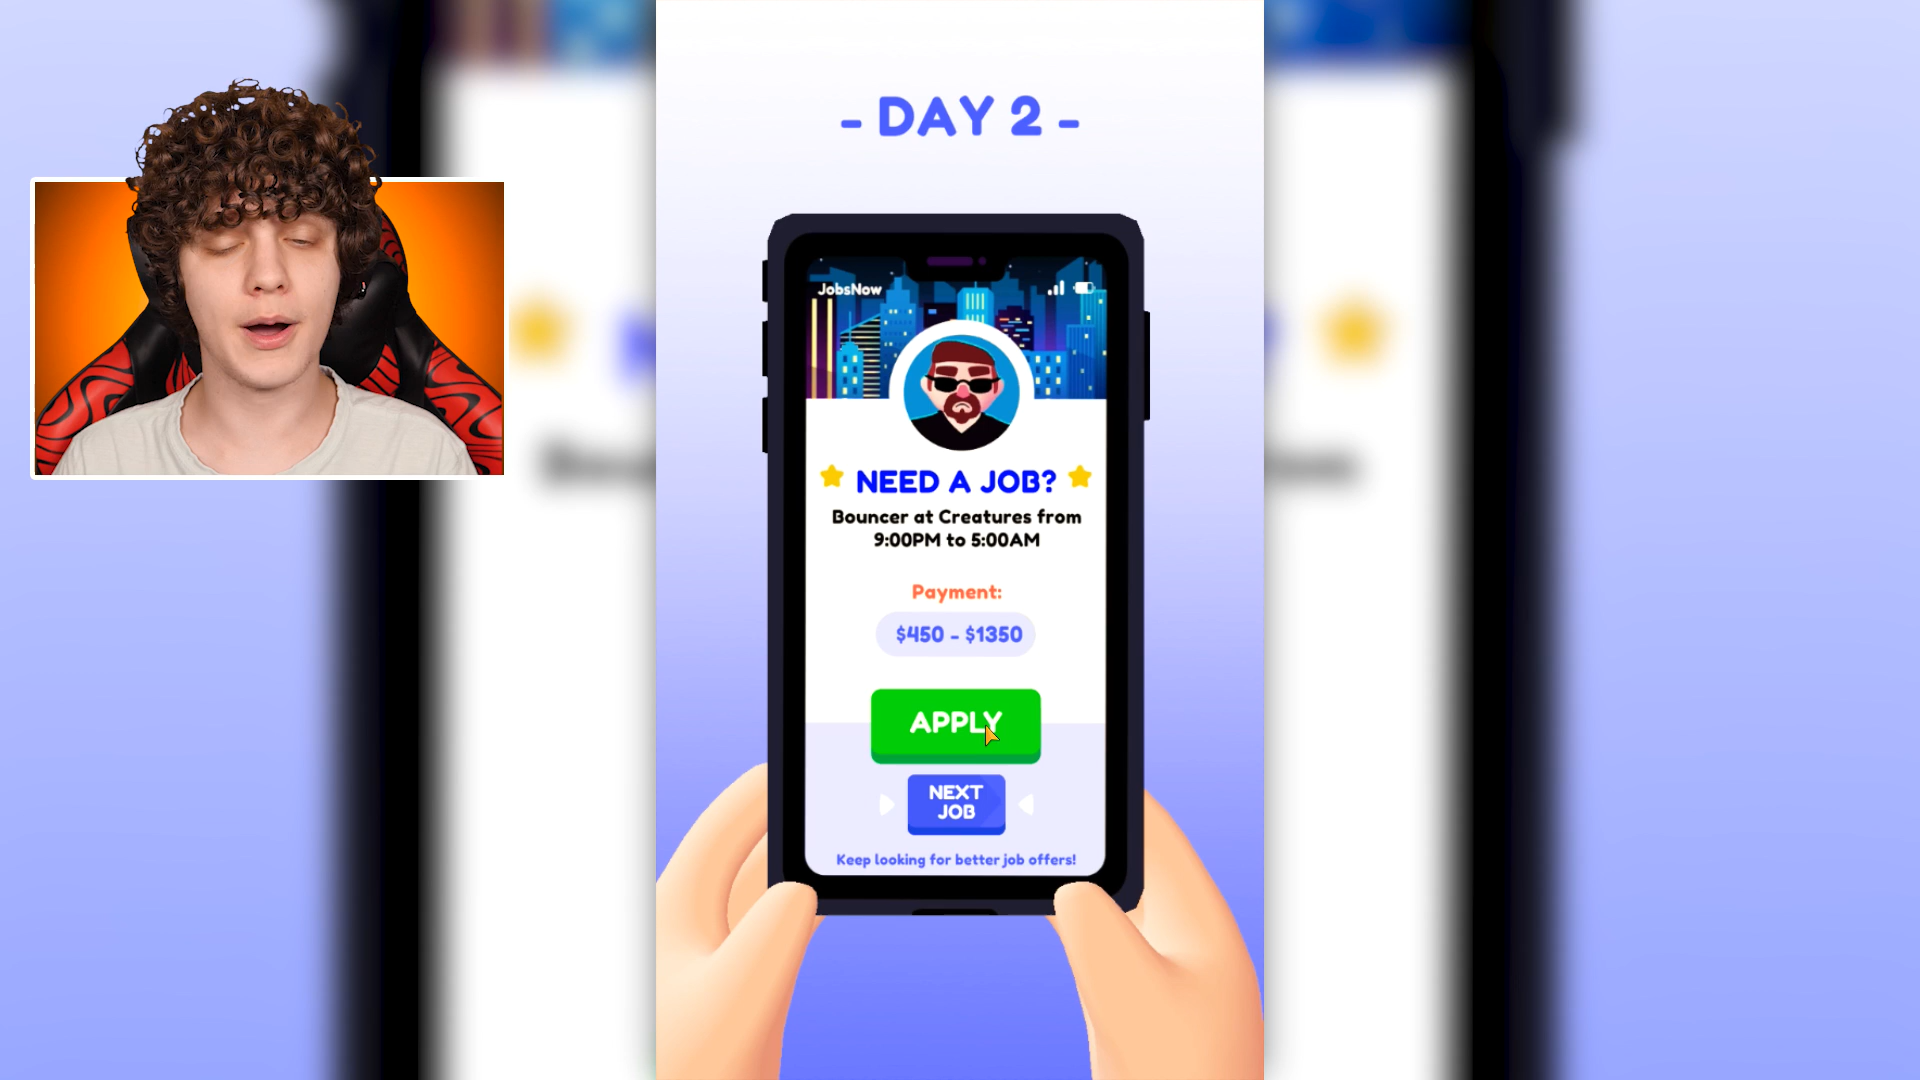 - DAY 2 -
JobsNow
NEED A JOB?
Bouncer at Creatures from
9:00PM to 5:00AM
Payment:
$450 - $1350
APPLY
NEXT
JOB
Keep looking for better job offers!